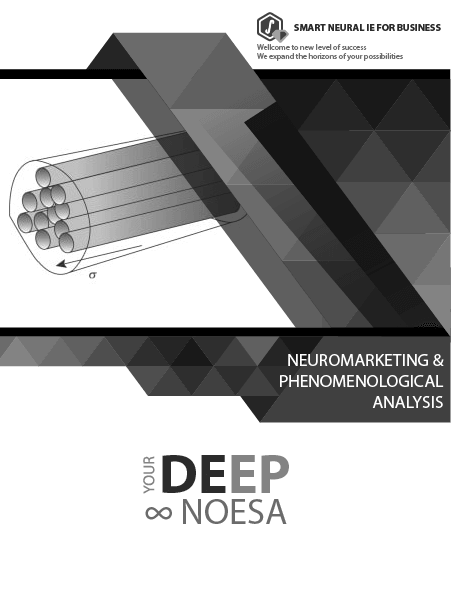 SMART NEURAL IE FOR BUSINESS
Wellcome to new level of success
We expand the horizons of your possibilities
σ
NEUROMARKETING &
PHENOMENOLOGICAL
ANALYSIS
YOUR
DEEP
∞ NOESA